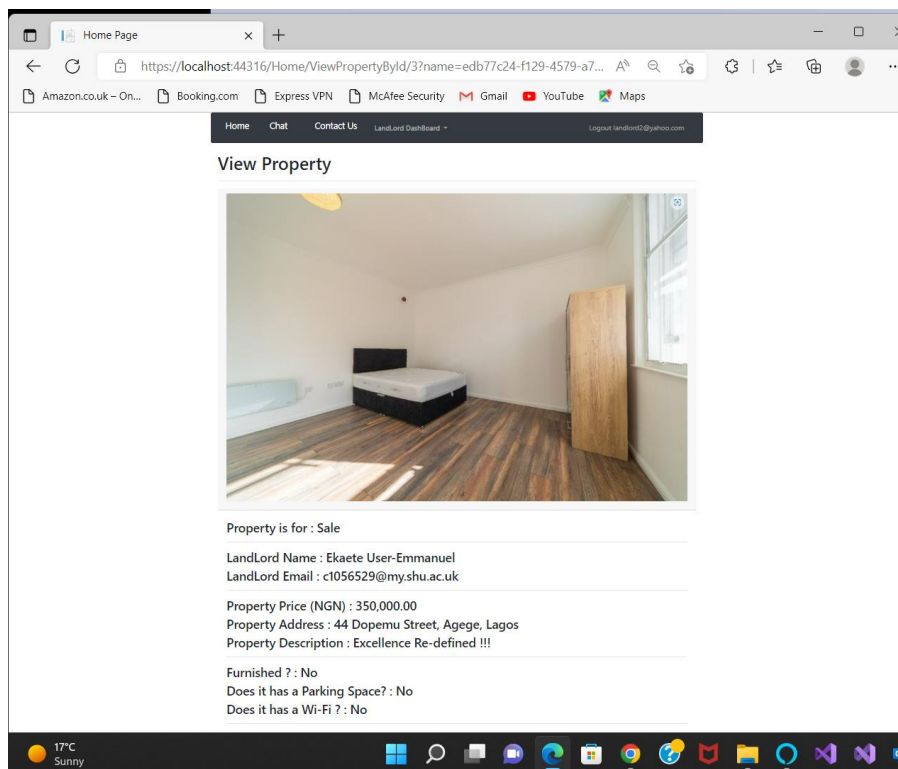 Home Page
https://localhost:44316/Home/ViewPropertyById/3?name=edb77c24-f129-4579-a7...
Amazon.co.uk – On... Booking.com Express VPN McAfee Security Gmail YouTube Maps
Home Chat Contact Us LandLord DashBoard Logout landlord2@yahoo.com
View Property
Property is for : Sale
LandLord Name : Ekaete User-Emmanuel
LandLord Email : c1056529@my.shu.ac.uk
Property Price (NGN) : 350,000.00
Property Address : 44 Dopemu Street, Agege, Lagos
Property Description : Excellence Re-defined !!!
Furnished ? : No
Does it has a Parking Space? : No
Does it has a Wi-Fi ? : No
17°C
Sunny